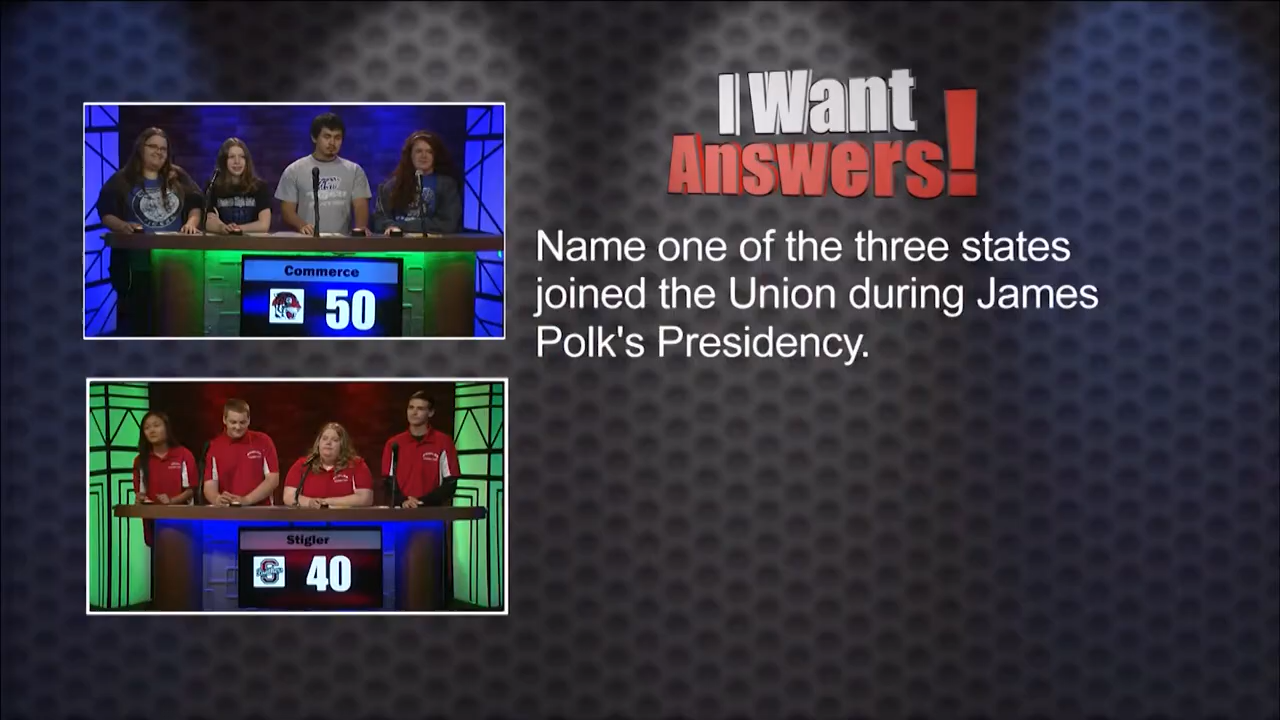 I Want
Answers!
Name one of the three states
joined the Union during James
Polk's Presidency.
Commerce
50
Stigler
40